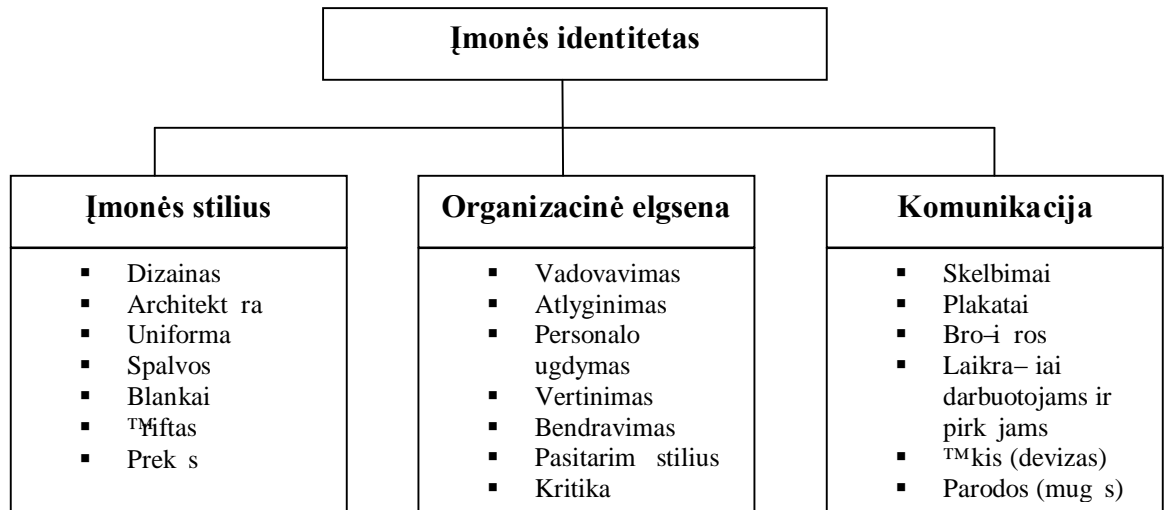 Įmonės identitetas
Įmonės stilius
▪ Dizainas
▪ Architekt ra
▪ Uniforma
▪ Spalvos
▪ Blankai
▪ ™riftas
▪ Prek s
Organizacinė elgsena
▪ Vadovavimas
▪ Atlyginimas
▪ Personalo
ugdymas
▪ Vertinimas
▪ Bendravimas
▪ Pasitarim stilius
▪ Kritika
Komunikacija
▪ Skelbimai
▪ Plakatai
▪ Bro–i ros
▪ Laikra– iai
darbuotojams ir
pirk jams
▪ ™kis (devizas)
▪ Parodos (mug s)